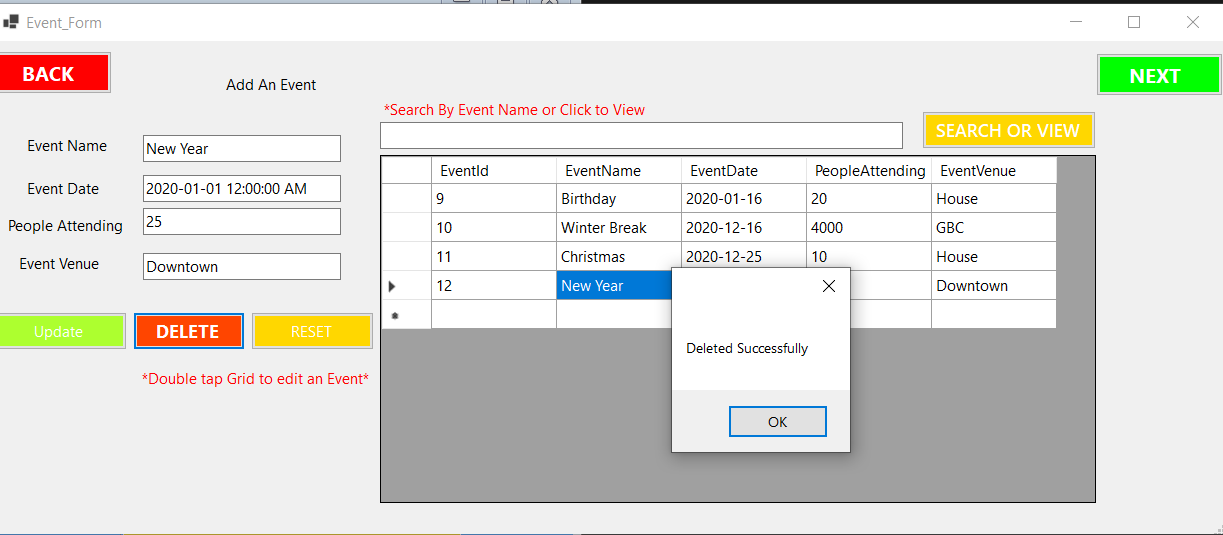 Event_Form
BACK
Add An Event
NEXT
*Search By Event Name or Click to View
SEARCH OR VIEW
Event Name New Year
Event Date 2020-01-01 12:00:00 AM
People Attending 25
Event Venue Downtown
Update DELETE RESET
*Double tap Grid to edit an Event*
EventId EventName EventDate PeopleAttending EventVenue
9 Birthday 2020-01-16 20 House
10 Winter Break 2020-12-16 4000 GBC
11 Christmas 2020-12-25 10 House
12 New Year Downtown
Deleted Successfully
OK